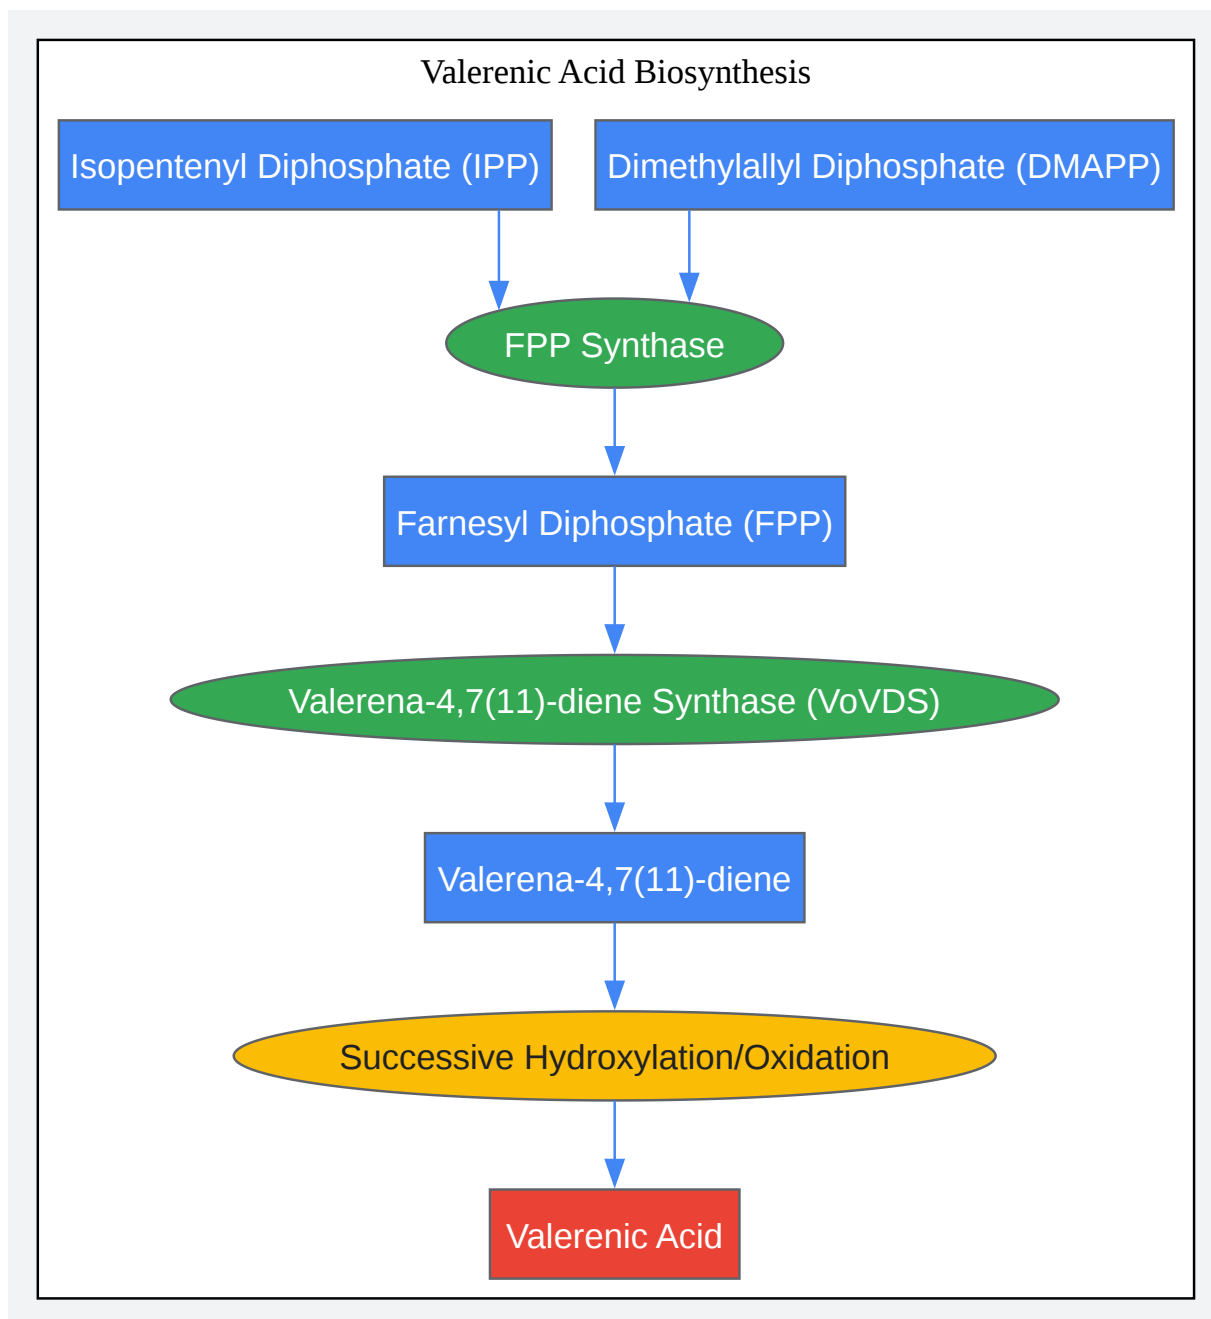 Valerenic Acid Biosynthesis
Isopentenyl Diphosphate (IPP)
Dimethylallyl Diphosphate (DMAPP)
FPP Synthase
Farnesyl Diphosphate (FPP)
Valerena-4,7(11)-diene Synthase (VoVDS)
Valerena-4,7(11)-diene
Successive Hydroxylation/Oxidation
Valerenic Acid